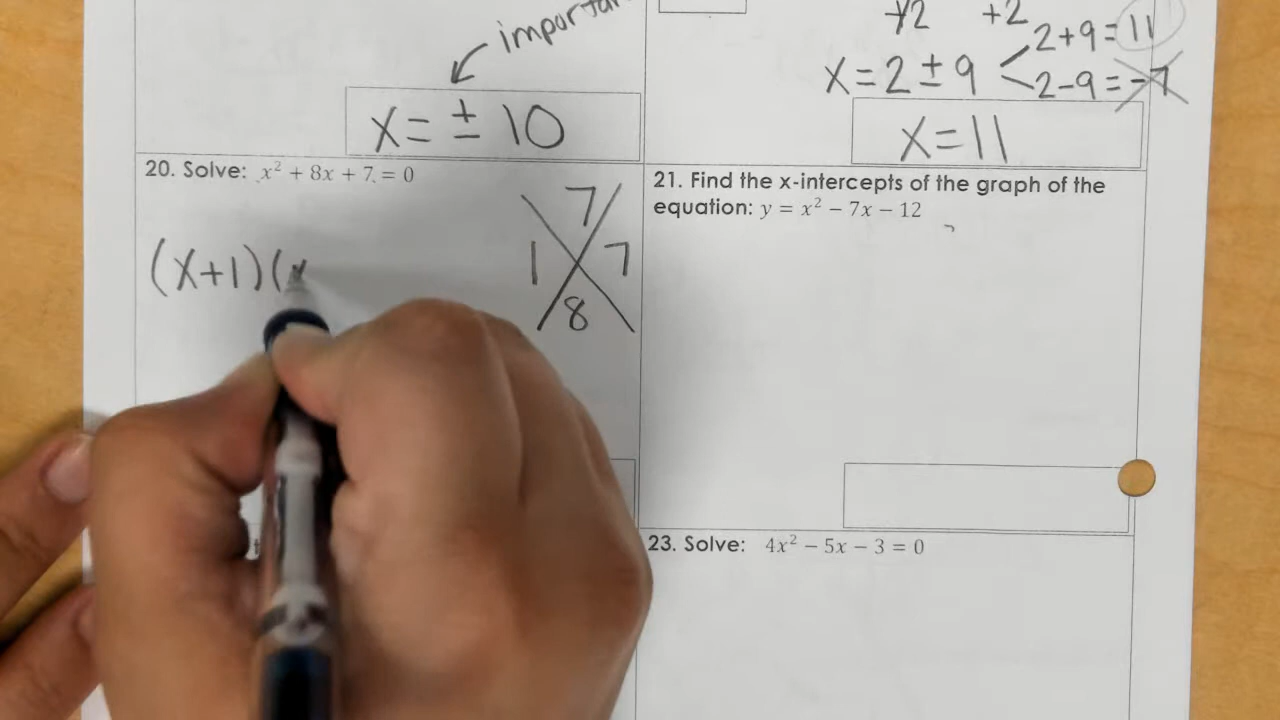 importan
x = ± 10
+2 +2
2+9=11
x = 2 ± 9
2-9=-7
x = 11
20. Solve: x² + 8x + 7 = 0
7
1 7
8
(x+1)(x
21. Find the x-intercepts of the graph of the
equation: y = x² − 7x − 12
23. Solve: 4x² − 5x − 3 = 0